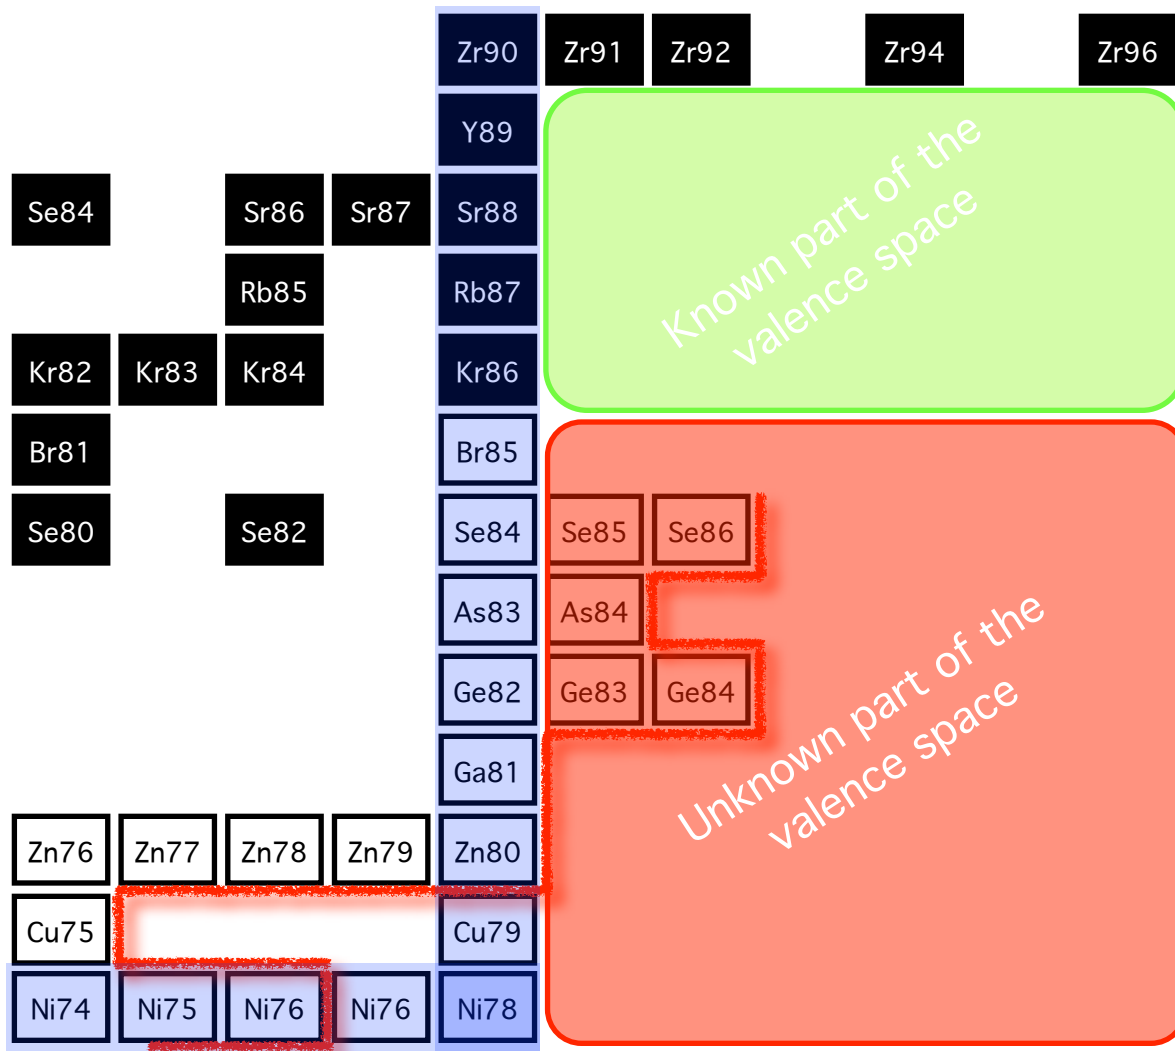 Zr90 Zr91 Zr92 Zr94 Zr96
Y89
Se84 Sr86 Sr87 Sr88
Rb85 Rb87
Kr82 Kr83 Kr84 Kr86
Br81 Br85
Se80 Se82 Se84 Se85 Se86
As83 As84
Ge82 Ge83 Ge84
Ga81
Zn76 Zn77 Zn78 Zn79 Zn80
Cu75 Cu79
Ni74 Ni75 Ni76 Ni76 Ni78
Known part of the
valence space
Unknown part of the
valence space